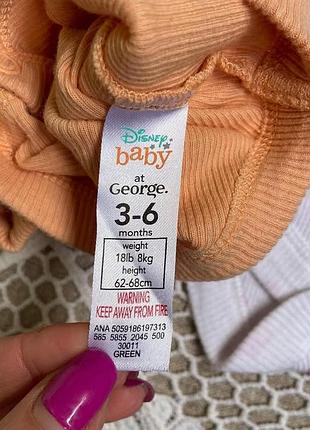 Disney
baby
at
George.
3-6
months
weight
18lb 8kg
height
62-68cm
WARNING
KEEP AWAY FROM FIRE
ANA 5059186197313
585 5855 2045 500
30011
GREEN